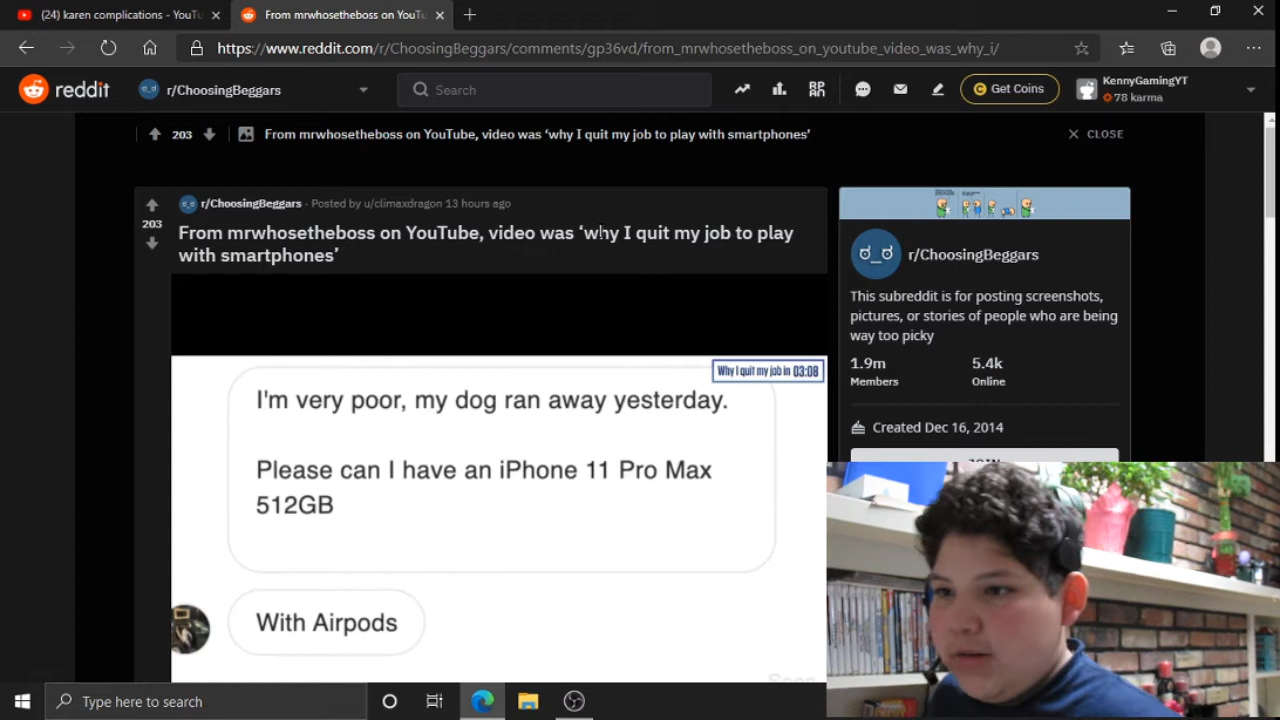 (24) karen complications - YouTu
From mrwhosetheboss on YouTu
https://www.reddit.com/r/ChoosingBeggars/comments/gp36vd/from_mrwhosetheboss_on_youtube_video_was_why_i/
reddit
r/ChoosingBeggars
Search
Get Coins
KennyGamingYT
78 karma
203
From mrwhosetheboss on YouTube, video was ‘why I quit my job to play with smartphones’
CLOSE
r/ChoosingBeggars · Posted by u/climaxdragon 13 hours ago
203
From mrwhosetheboss on YouTube, video was ‘why I quit my job to play
with smartphones’
Why I quit my job in 03:08
I'm very poor, my dog ran away yesterday.
Please can I have an iPhone 11 Pro Max
512GB
With Airpods
Seen
r/ChoosingBeggars
This subreddit is for posting screenshots,
pictures, or stories of people who are being
way too picky
1.9m
5.4k
Members
Online
Created Dec 16, 2014
JOIN
Type here to search